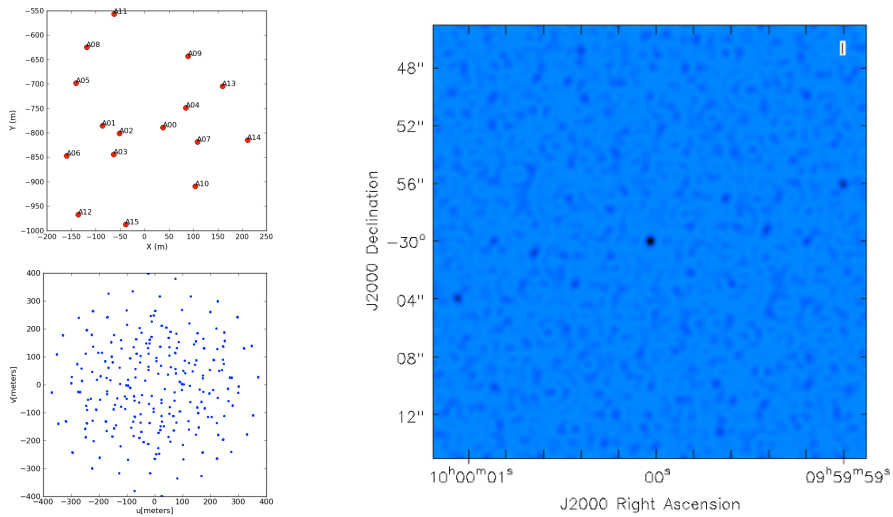 −550
−600
−650
−700
−750
−800
−850
−900
−950
−1000
Y (m)
A11
A08
A09
A05
A13
A04
A01
A00
A02
A07
A14
A06
A03
A10
A12
A15
−200 −150 −100 −50 0 50 100 150 200 250
X (m)
400
300
200
100
0
−100
−200
−300
−400
v[meters]
−400 −300 −200 −100 0 100 200 300 400
u[meters]
48''
52''
56''
−30°
04''
08''
12''
J2000 Declination
I
10ʰ00ᵐ01ˢ 00ˢ 09ʰ59ᵐ59ˢ
J2000 Right Ascension